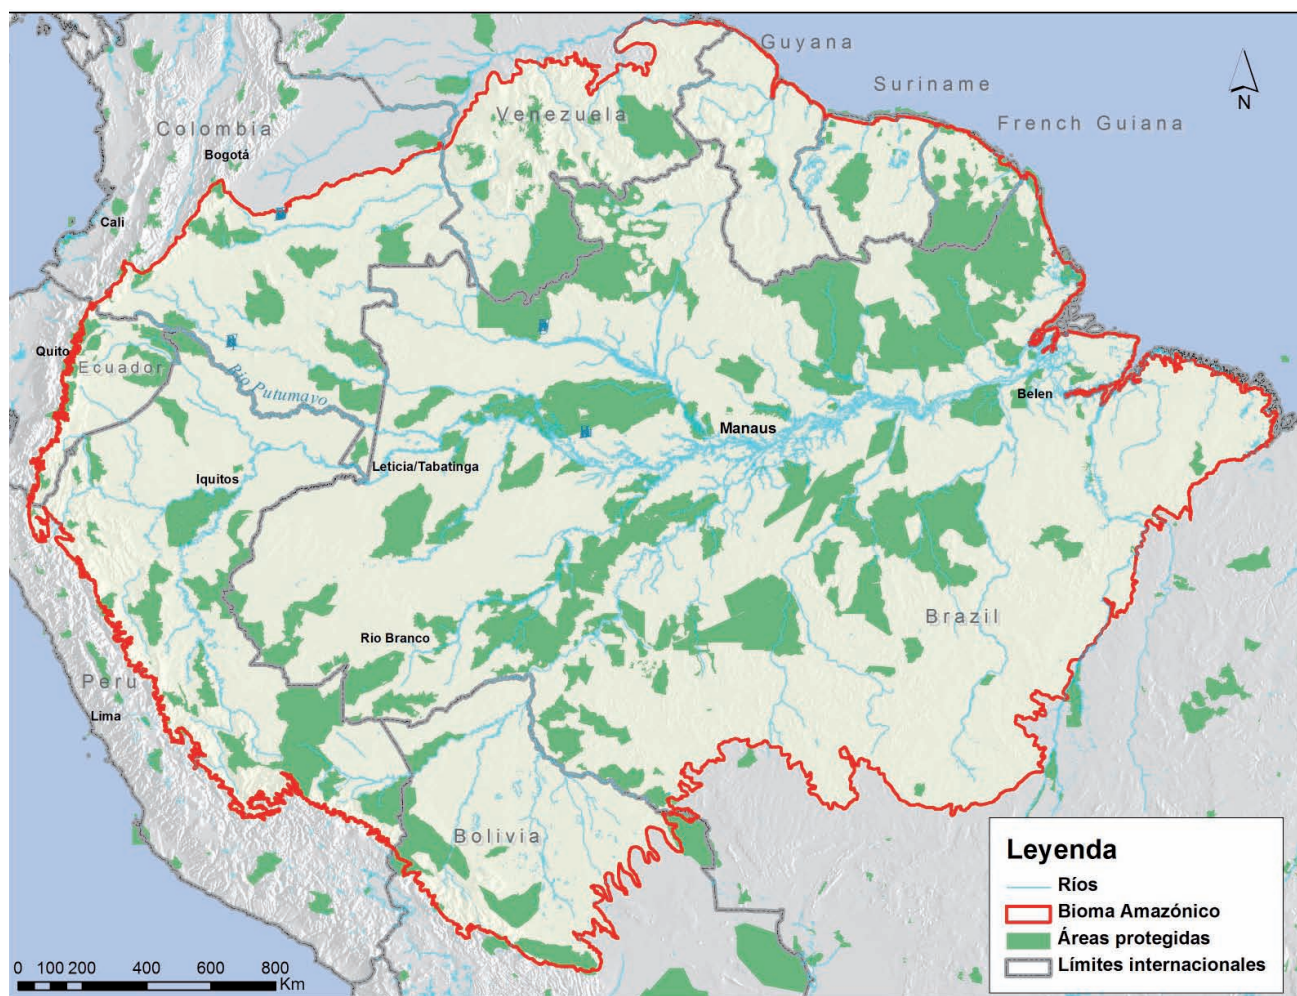 Guyana
Suriname
French Guiana
Venezuela
Colombia
Bogotá
Cali
N
Quito
Ecuador
Río Putumayo
Belen
Manaus
Leticia/Tabatinga
Iquitos
Brazil
Rio Branco
Peru
Lima
Bolivia
Leyenda
Ríos
Bioma Amazónico
Áreas protegidas
Límites internacionales
0 100 200 400 600 800
Km